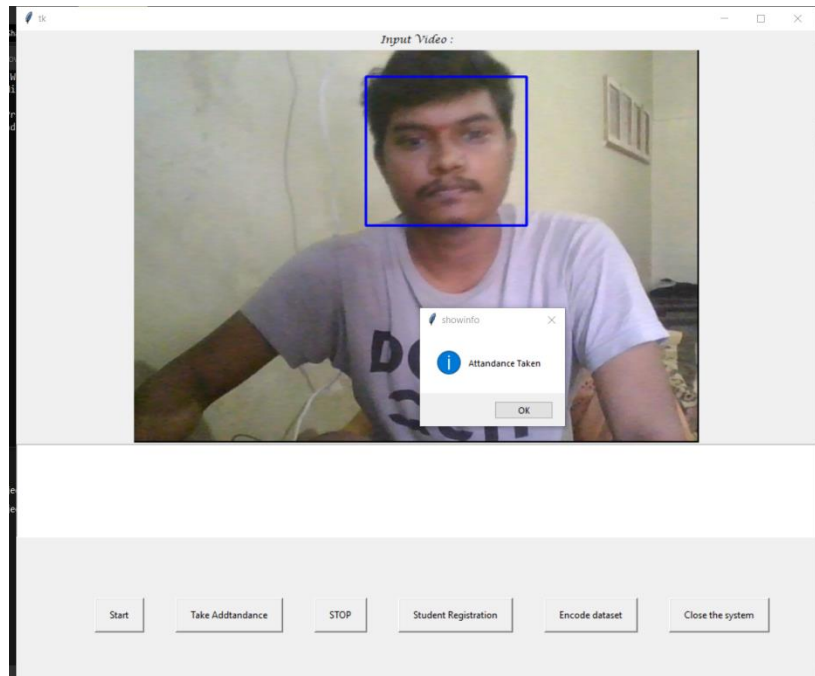 tk
Input Video :
showinfo
Attandance Taken
OK
Start
Take Addtandance
STOP
Student Registration
Encode dataset
Close the system